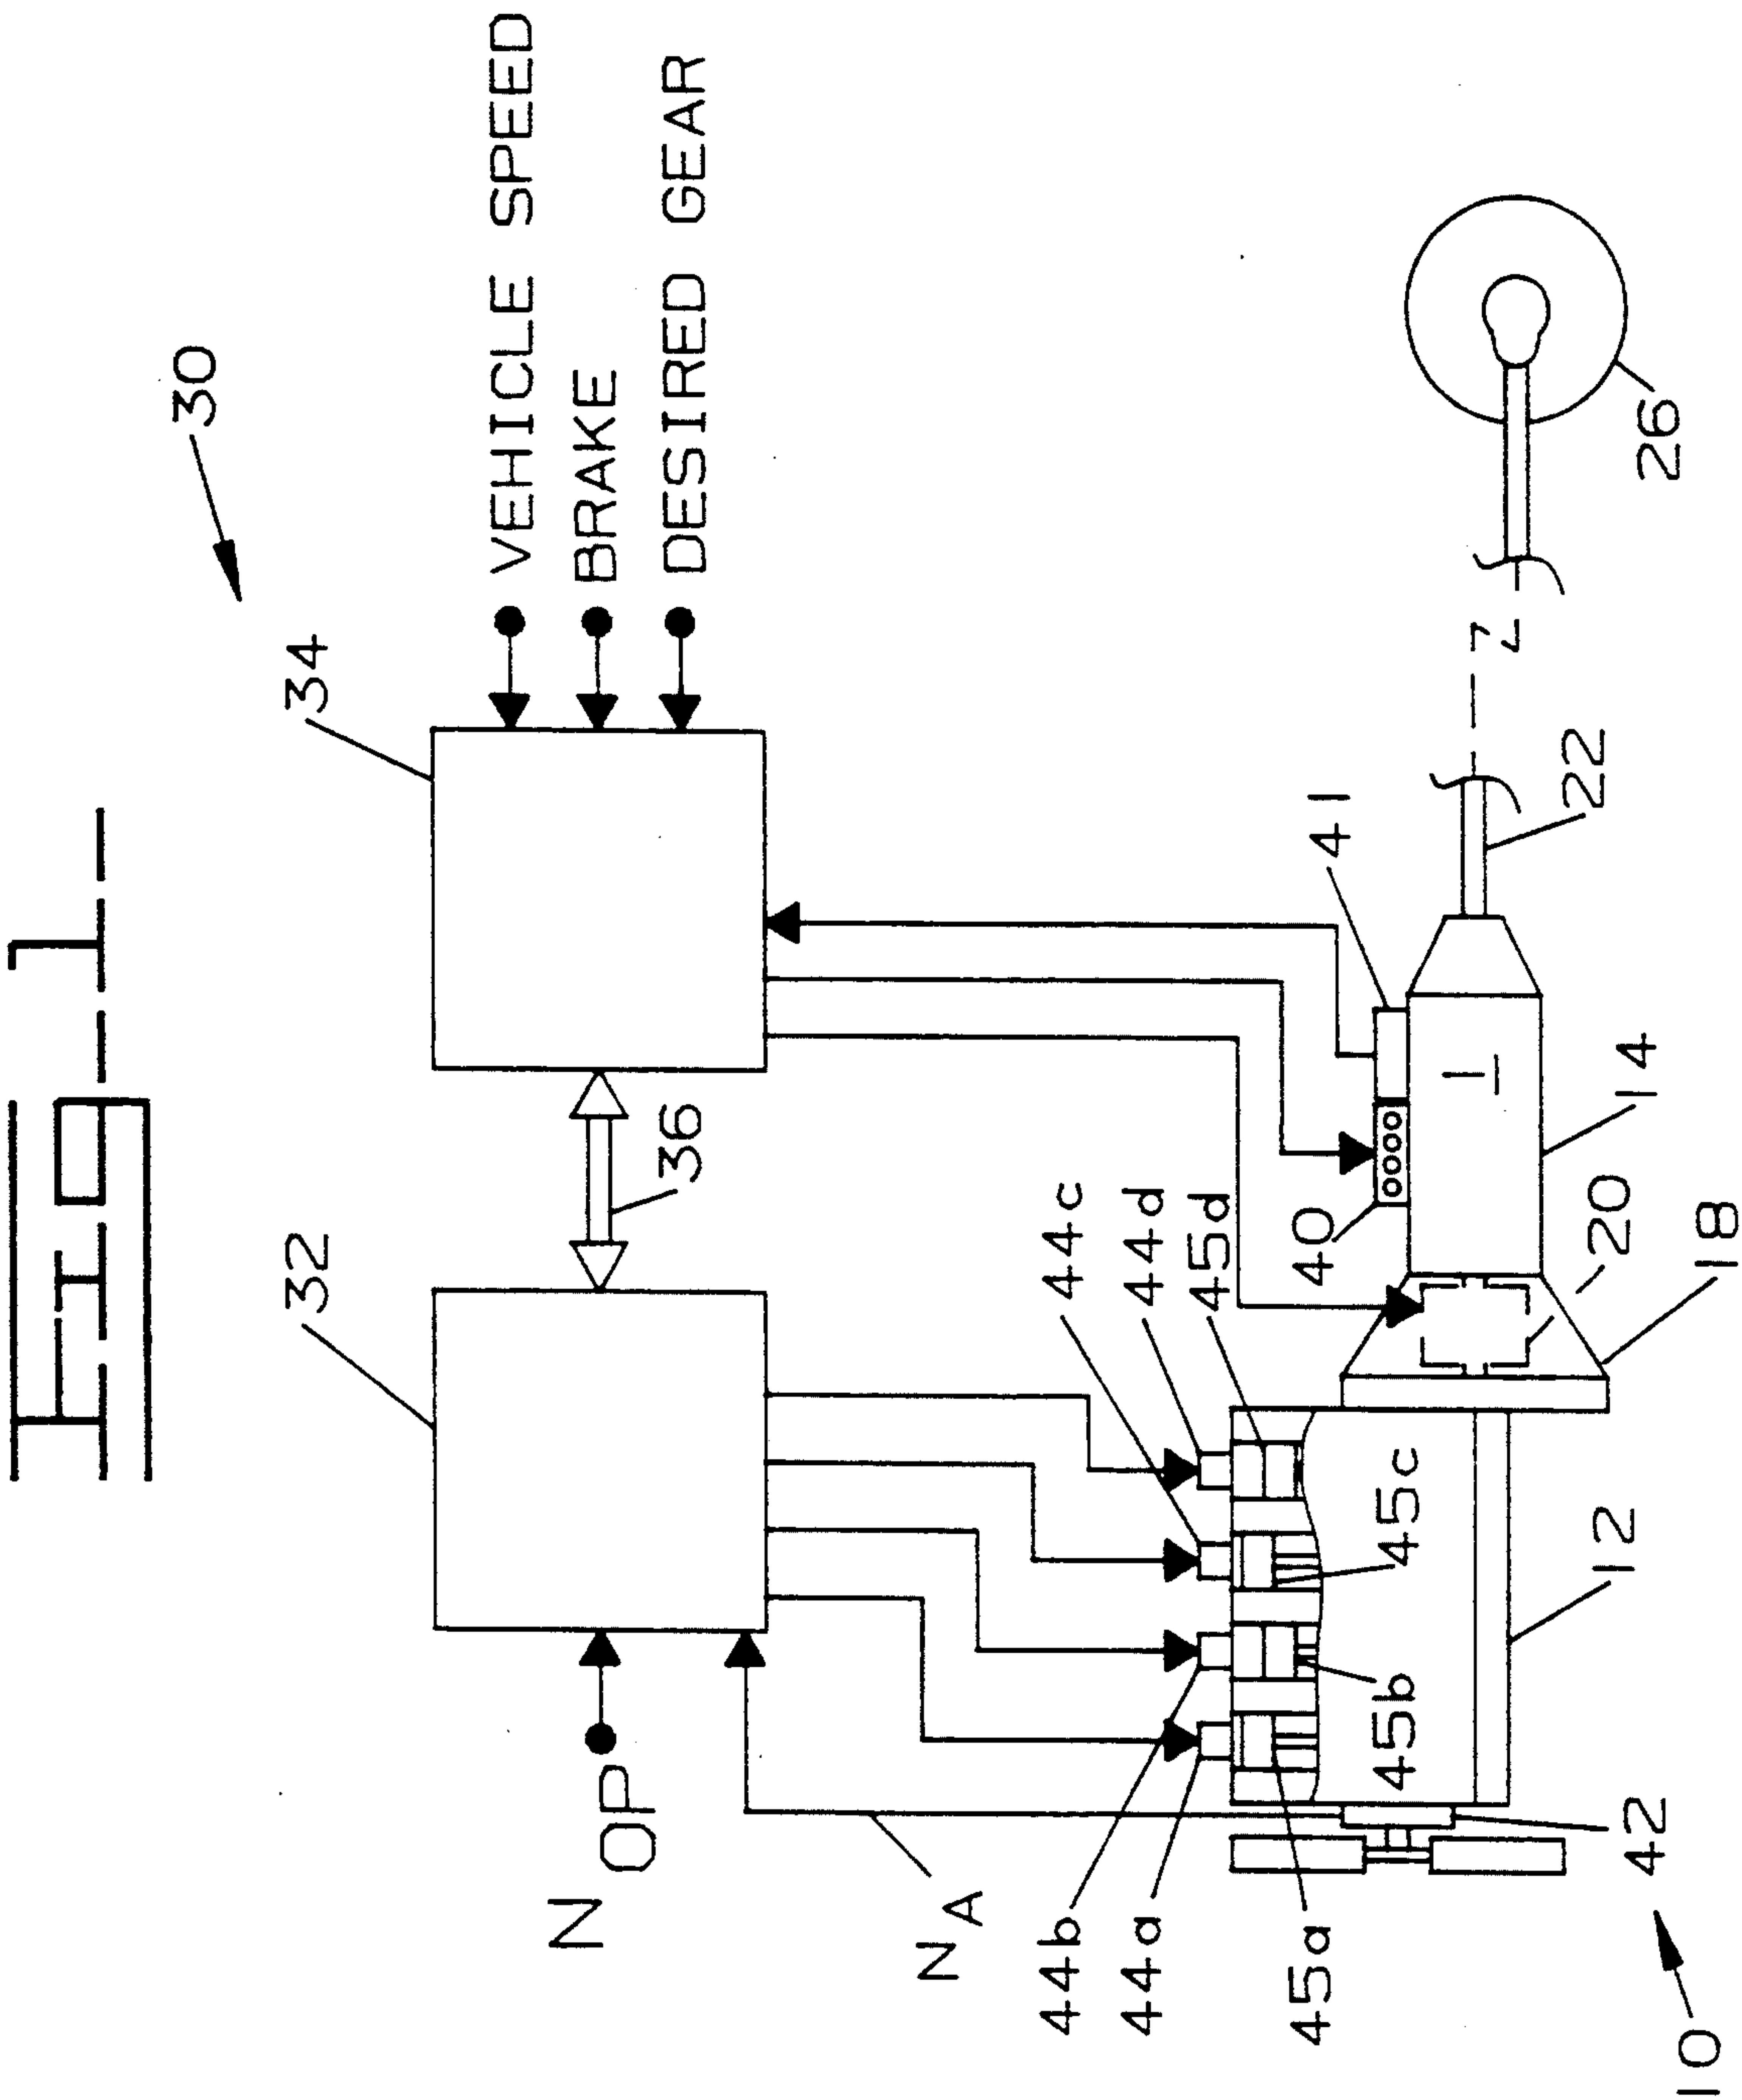 FIG. 1
30
VEHICLE SPEED
BRAKE
DESIRED GEAR
34
32
36
N OP
N A
44c
44d
45d
44b
44a
45a
45b
45c
40
41
1
14
20
18
22
26
12
42
10